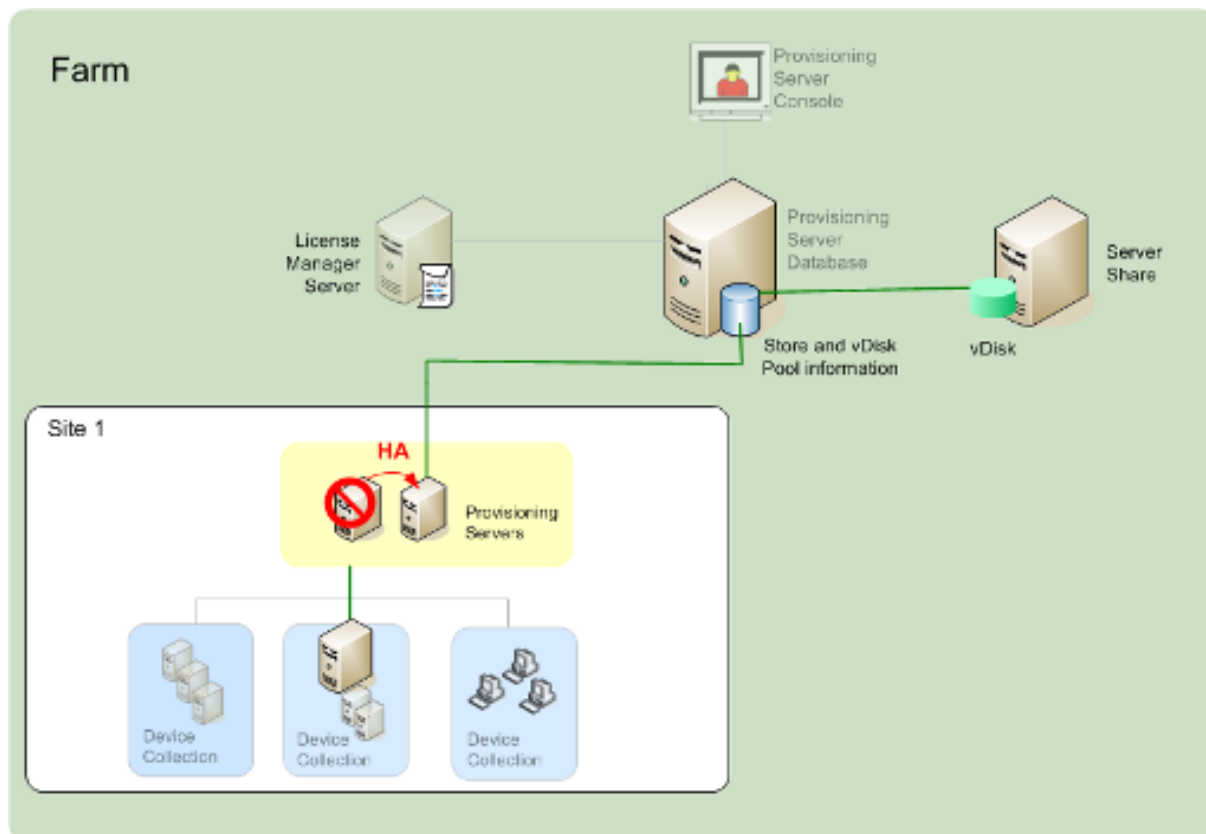 Farm
Provisioning
Server
Console
License
Manager
Server
Provisioning
Server
Database
Server
Share
Store and vDisk
Pool information
vDisk
Site 1
HA
Provisioning
Servers
Device
Collection
Device
Collection
Device
Collection